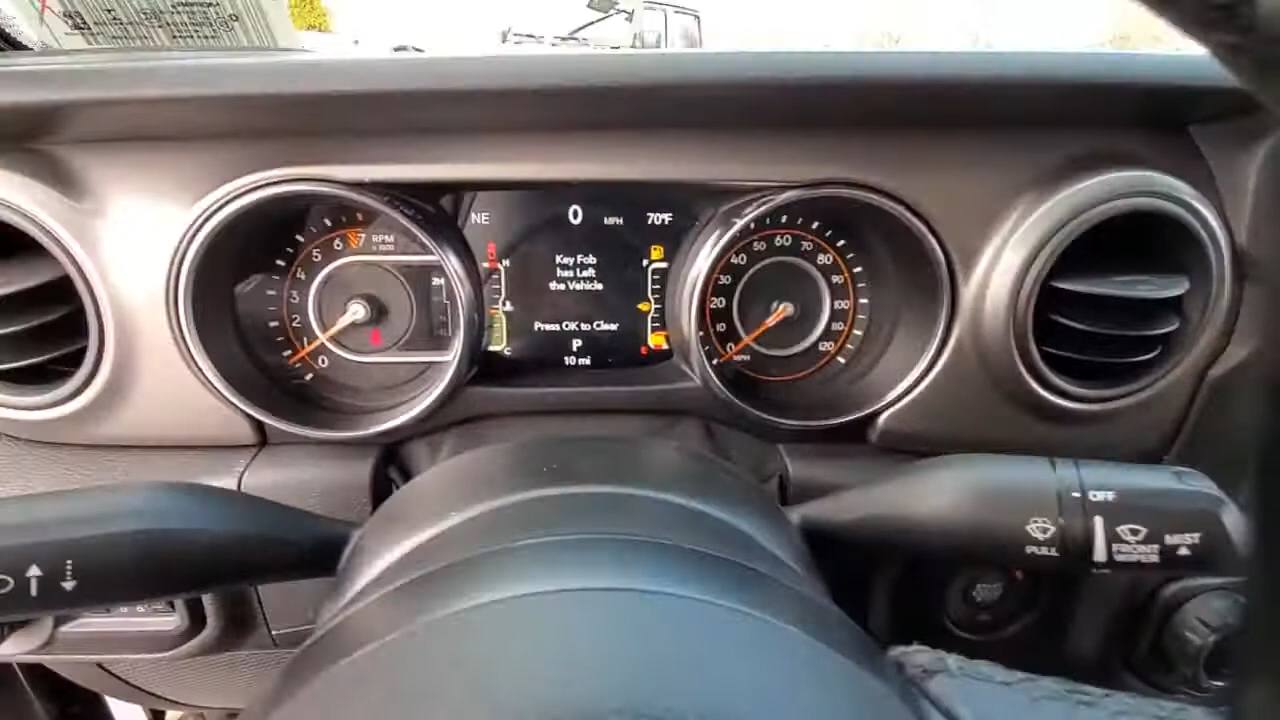 NE
0 MPH
70°F
Key Fob
has Left
the Vehicle
Press OK to Clear
P
10 mi
H
C
F
E
7
6
5
4
3
2
1
0
RPM
x 1000
2H
0
10
20
30
40
50
60
70
80
90
100
110
120
MPH
OFF
PULL
FRONT
WIPER
MIST